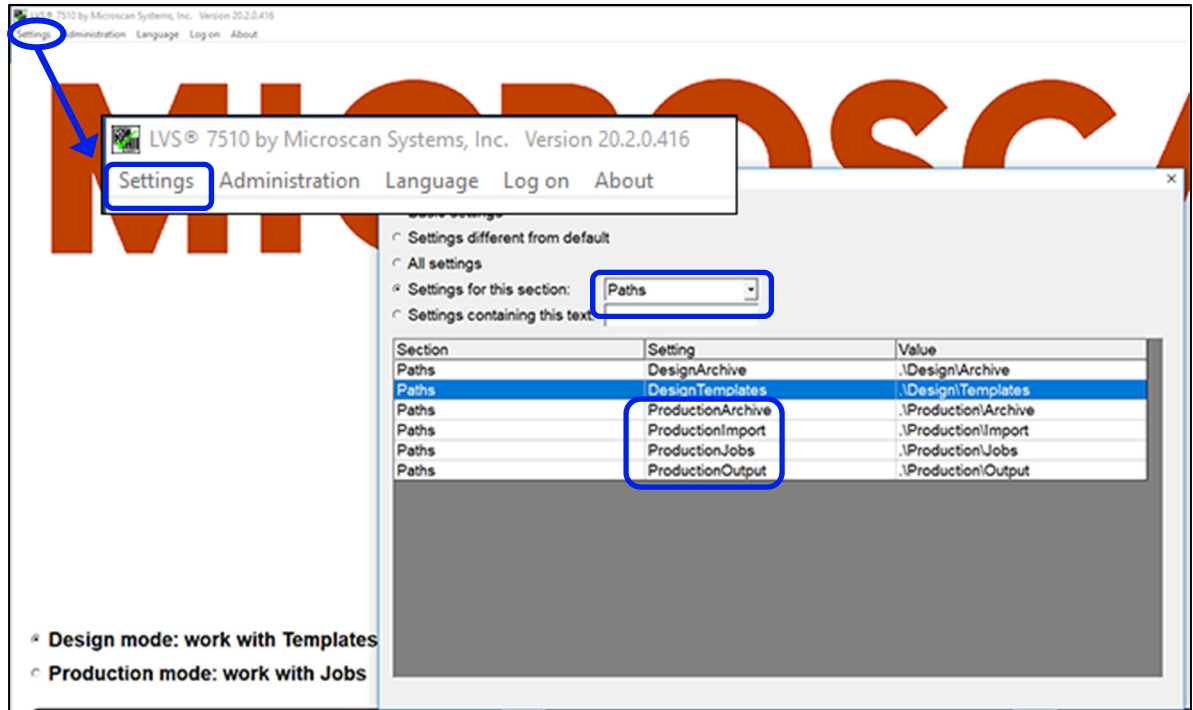 LVS® 7510 by Microscan Systems, Inc. Version 20.2.0.416
Settings Administration Language Log on About
MICROSCA
LVS® 7510 by Microscan Systems, Inc. Version 20.2.0.416
Settings Administration Language Log on About
Basic settings
Settings different from default
All settings
Settings for this section: Paths
Settings containing this text:
Section Setting Value
Paths DesignArchive .\Design\Archive
Paths DesignTemplates .\Design\Templates
Paths ProductionArchive .\Production\Archive
Paths ProductionImport .\Production\Import
Paths ProductionJobs .\Production\Jobs
Paths ProductionOutput .\Production\Output
Design mode: work with Templates
Production mode: work with Jobs